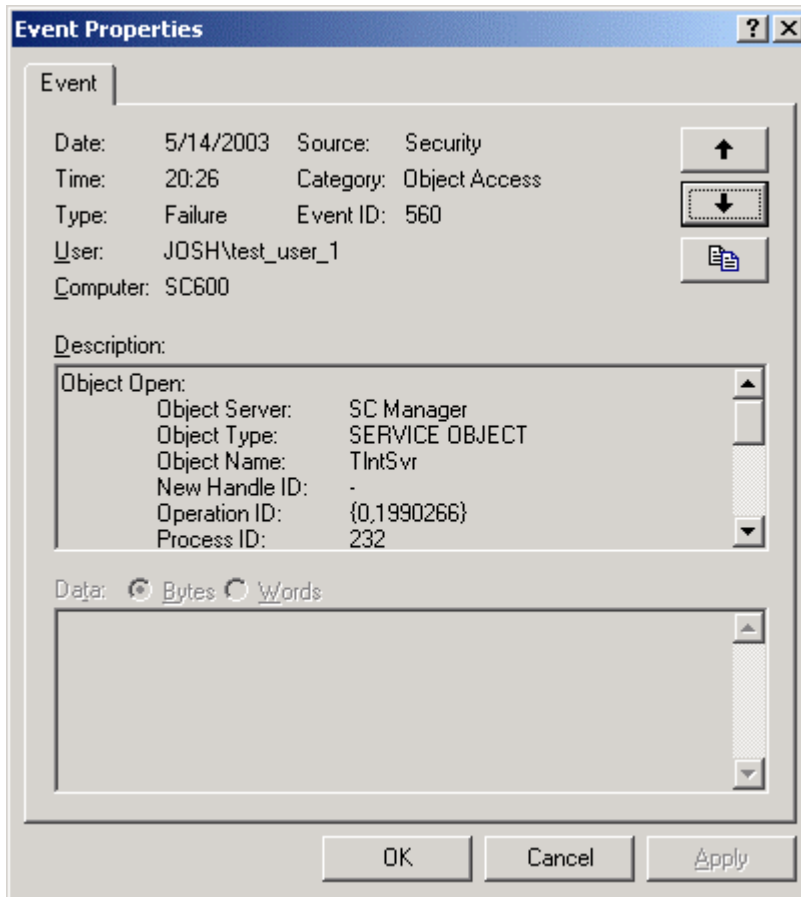 Event Properties
Event
Date: 5/14/2003 Source: Security
Time: 20:26 Category: Object Access
Type: Failure Event ID: 560
User: JOSH\test_user_1
Computer: SC600
Description:
Object Open:
Object Server: SC Manager
Object Type: SERVICE OBJECT
Object Name: TlntSvr
New Handle ID: -
Operation ID: {0,1990266}
Process ID: 232
Data: Bytes Words
OK Cancel Apply